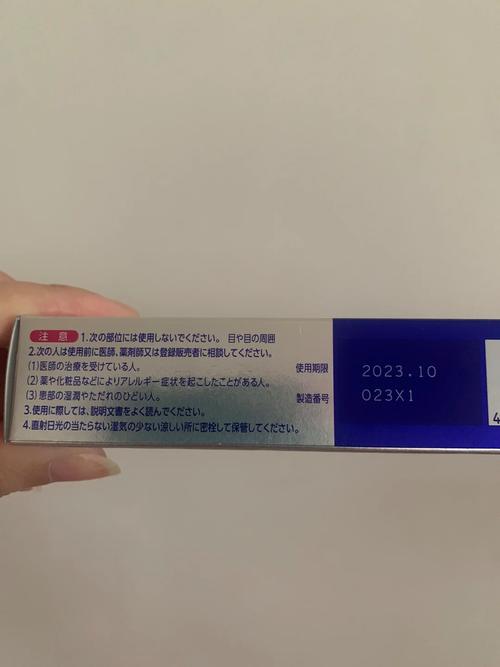 注 意 1.次の部位には使用しないでください。 目や目の周囲
2.次の人は使用前に医師、薬剤師又は登録販売者に相談してください。
(1)医師の治療を受けている人。
(2)薬や化粧品などによりアレルギー症状を起こしたことがある人。
(3)患部の湿潤やただれのひどい人。
3.使用に際しては、説明文書をよく読んでください。
4.直射日光の当たらない湿気の少ない涼しい所に密栓して保管してください。
使用期限 2023.10
製造番号 023X1
4